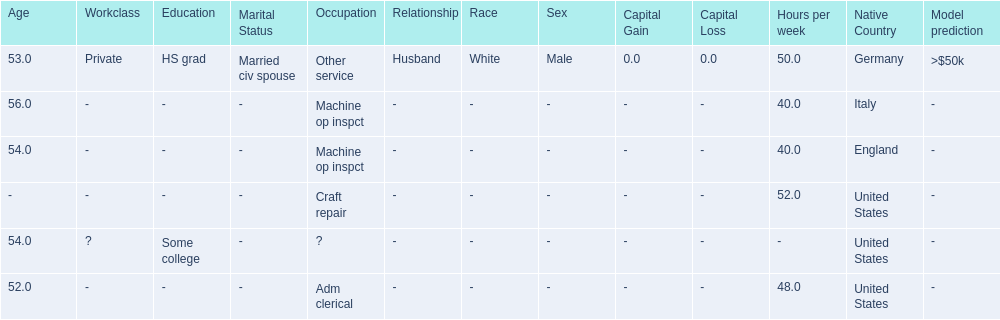 Age Workclass Education Marital Status Occupation Relationship Race Sex Capital Gain Capital Loss Hours per week Native Country Model prediction
53.0 Private HS grad Married civ spouse Other service Husband White Male 0.0 0.0 50.0 Germany >$50k
56.0 - - - Machine op inspct - - - - - 40.0 Italy -
54.0 - - - Machine op inspct - - - - - 40.0 England -
- - - - Craft repair - - - - - 52.0 United States -
54.0 ? Some college - ? - - - - - - United States -
52.0 - - - Adm clerical - - - - - 48.0 United States -